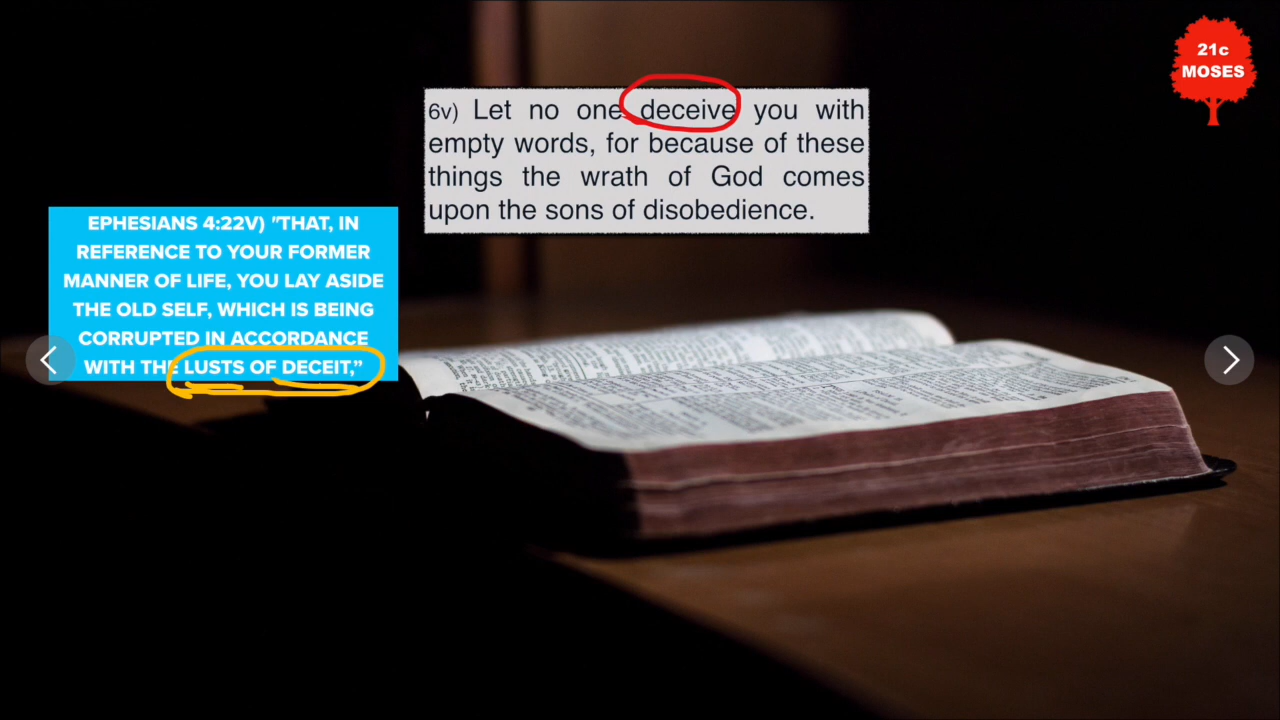 21c
MOSES
6v) Let no one deceive you with
empty words, for because of these
things the wrath of God comes
upon the sons of disobedience.
EPHESIANS 4:22V) "THAT, IN
REFERENCE TO YOUR FORMER
MANNER OF LIFE, YOU LAY ASIDE
THE OLD SELF, WHICH IS BEING
CORRUPTED IN ACCORDANCE
WITH THE LUSTS OF DECEIT,”